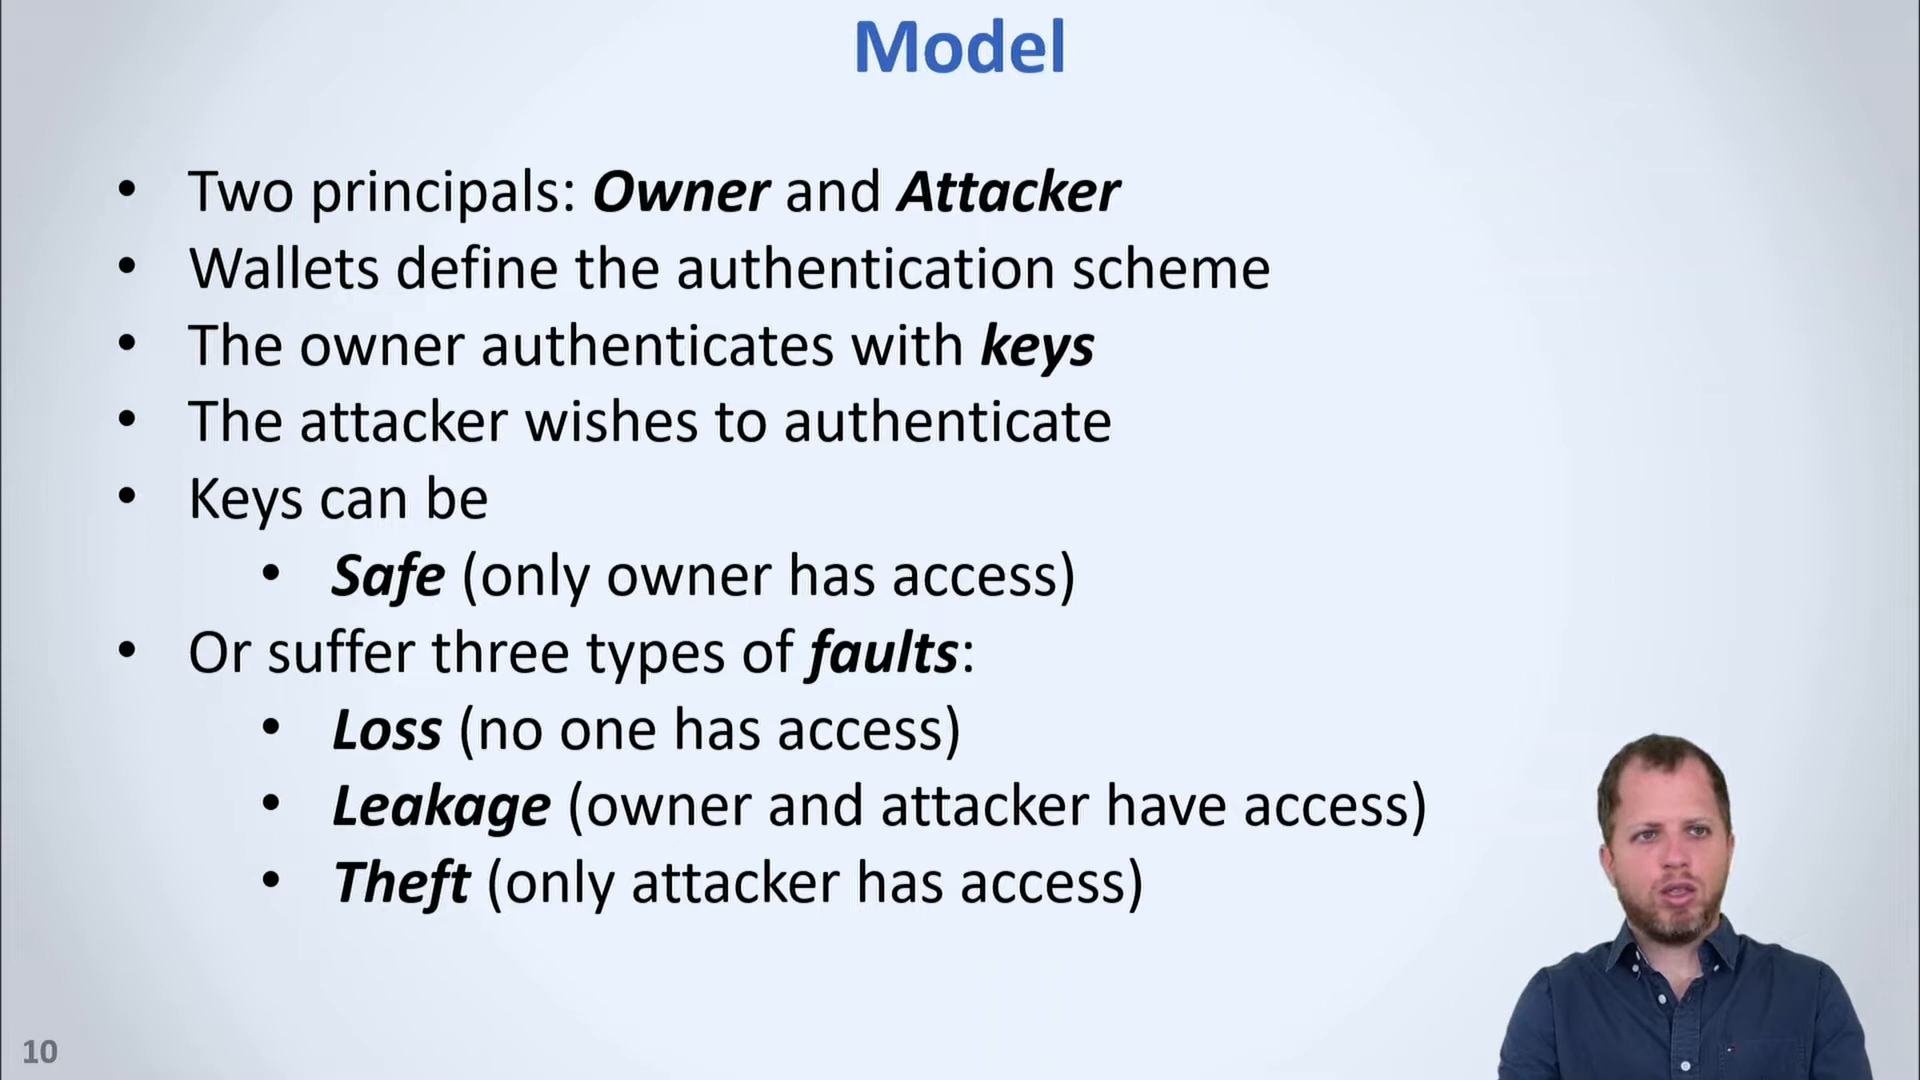 Model
• Two principals: Owner and Attacker
• Wallets define the authentication scheme
• The owner authenticates with keys
• The attacker wishes to authenticate
• Keys can be
• Safe (only owner has access)
• Or suffer three types of faults:
• Loss (no one has access)
• Leakage (owner and attacker have access)
• Theft (only attacker has access)
10